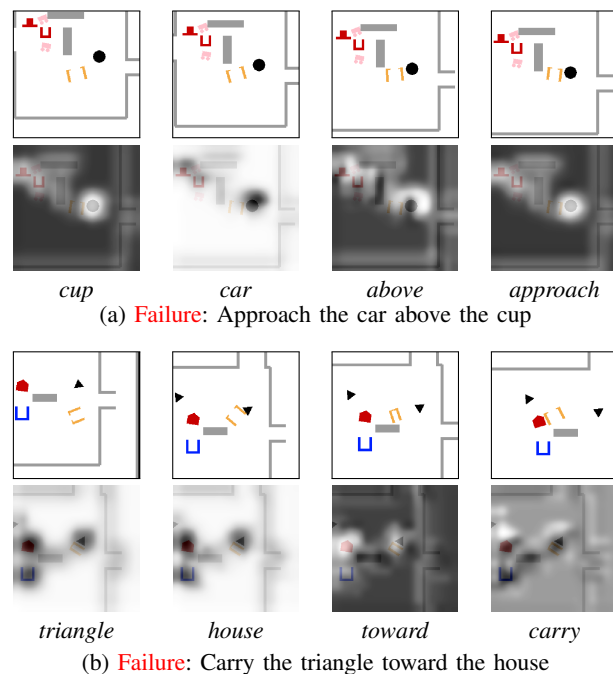 cup car above approach
(a) Failure: Approach the car above the cup
triangle house toward carry
(b) Failure: Carry the triangle toward the house